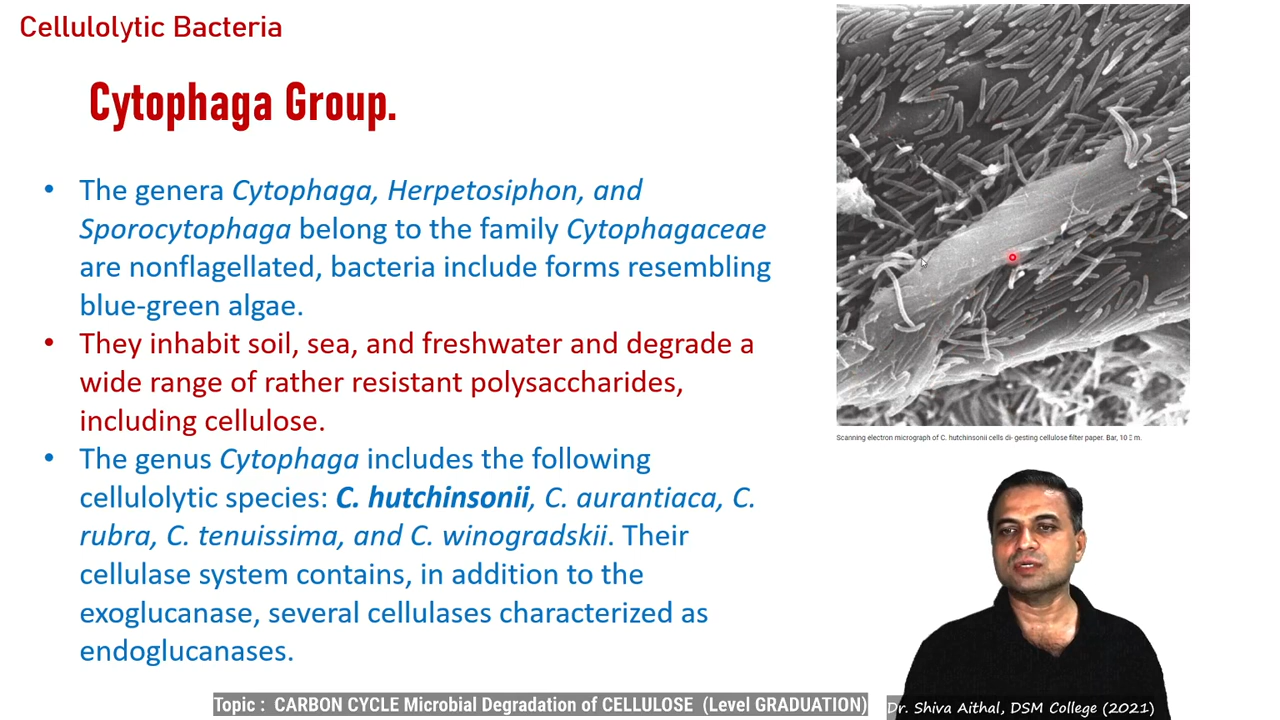 Cellulolytic Bacteria
Cytophaga Group.
• The genera Cytophaga, Herpetosiphon, and
Sporocytophaga belong to the family Cytophagaceae
are nonflagellated, bacteria include forms resembling
blue-green algae.
• They inhabit soil, sea, and freshwater and degrade a
wide range of rather resistant polysaccharides,
including cellulose.
• The genus Cytophaga includes the following
cellulolytic species: C. hutchinsonii, C. aurantiaca, C.
rubra, C. tenuissima, and C. winogradskii. Their
cellulase system contains, in addition to the
exoglucanase, several cellulases characterized as
endoglucanases.
Scanning electron micrograph of C. hutchinsonii cells di- gesting cellulose filter paper. Bar, 10 Ξ m.
Topic : CARBON CYCLE Microbial Degradation of CELLULOSE (Level GRADUATION)
Dr. Shiva Aithal, DSM College (2021)